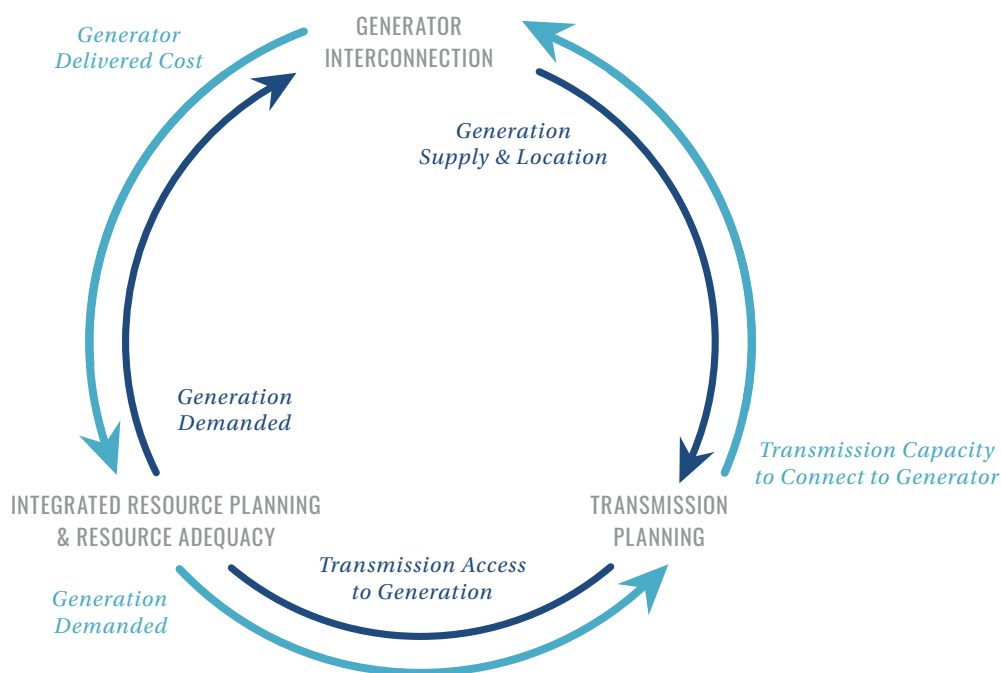 GENERATOR
INTERCONNECTION
Generator
Delivered Cost
Generation
Supply & Location
Generation
Demanded
Transmission Capacity
to Connect to Generator
INTEGRATED RESOURCE PLANNING
& RESOURCE ADEQUACY
TRANSMISSION
PLANNING
Transmission Access
to Generation
Generation
Demanded